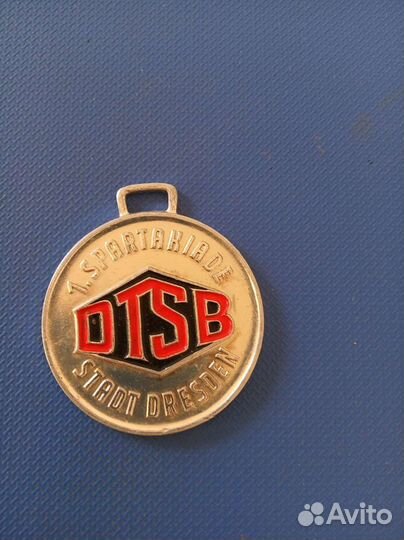 1. SPARTAKIADE
DTSB
STADT DRESDEN
Avito